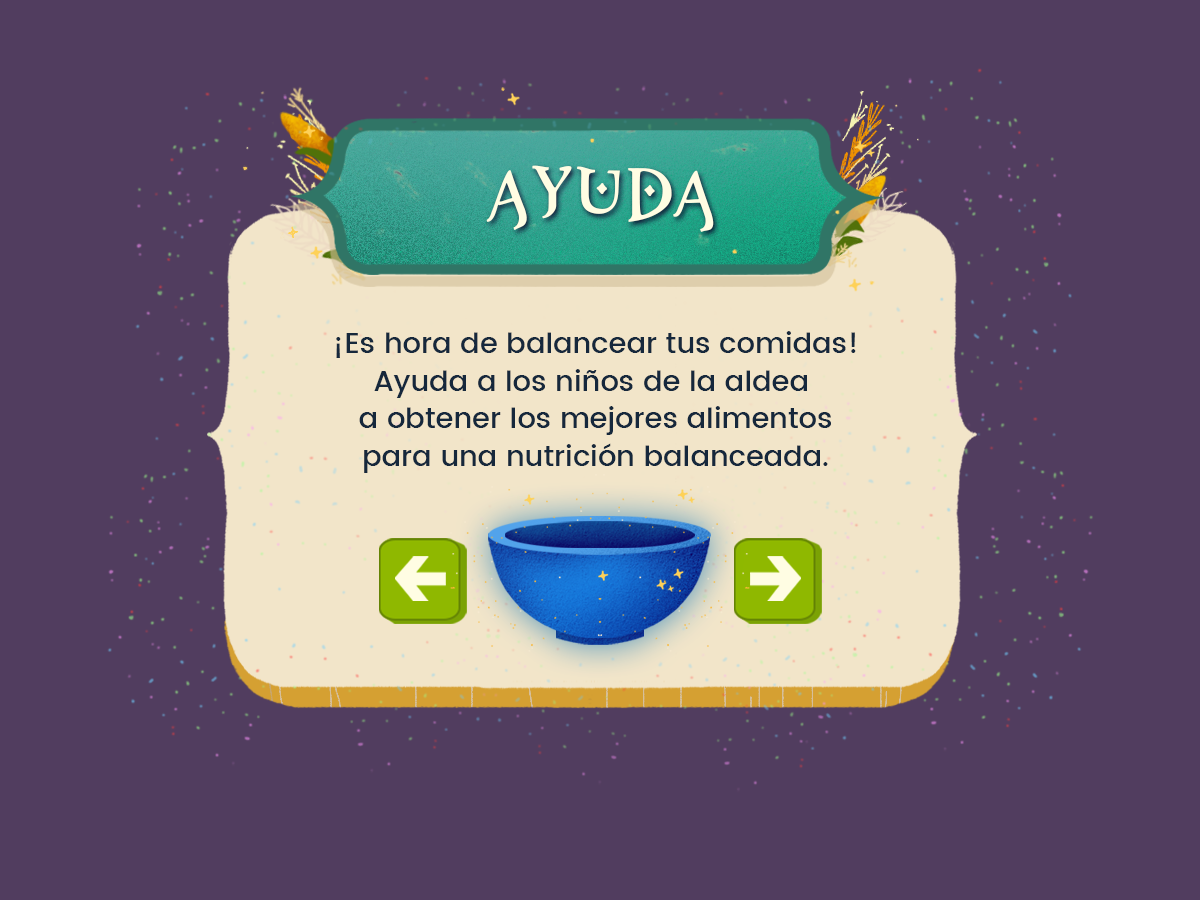 AYUDA
¡Es hora de balancear tus comidas!
Ayuda a los niños de la aldea
a obtener los mejores alimentos
para una nutrición balanceada.